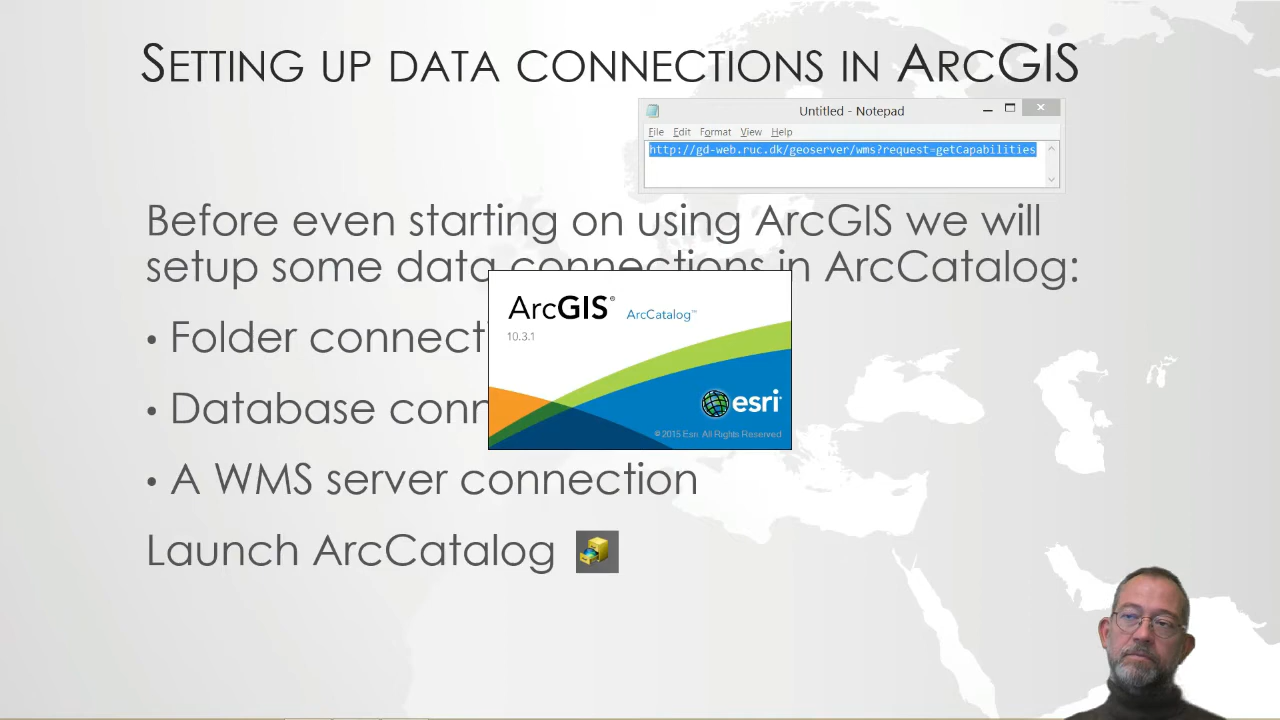 SETTING UP DATA CONNECTIONS IN ARCGIS
Untitled - Notepad
File Edit Format View Help
http://gd-web.ruc.dk/geoserver/wms?request=getCapabilities
Before even starting on using ArcGIS we will
setup some data connections in ArcCatalog:
• Folder connecti
• Database conn
• A WMS server connection
Launch ArcCatalog
ArcGIS® ArcCatalog™
10.3.1
esri
©2015 Esri All Rights Reserved